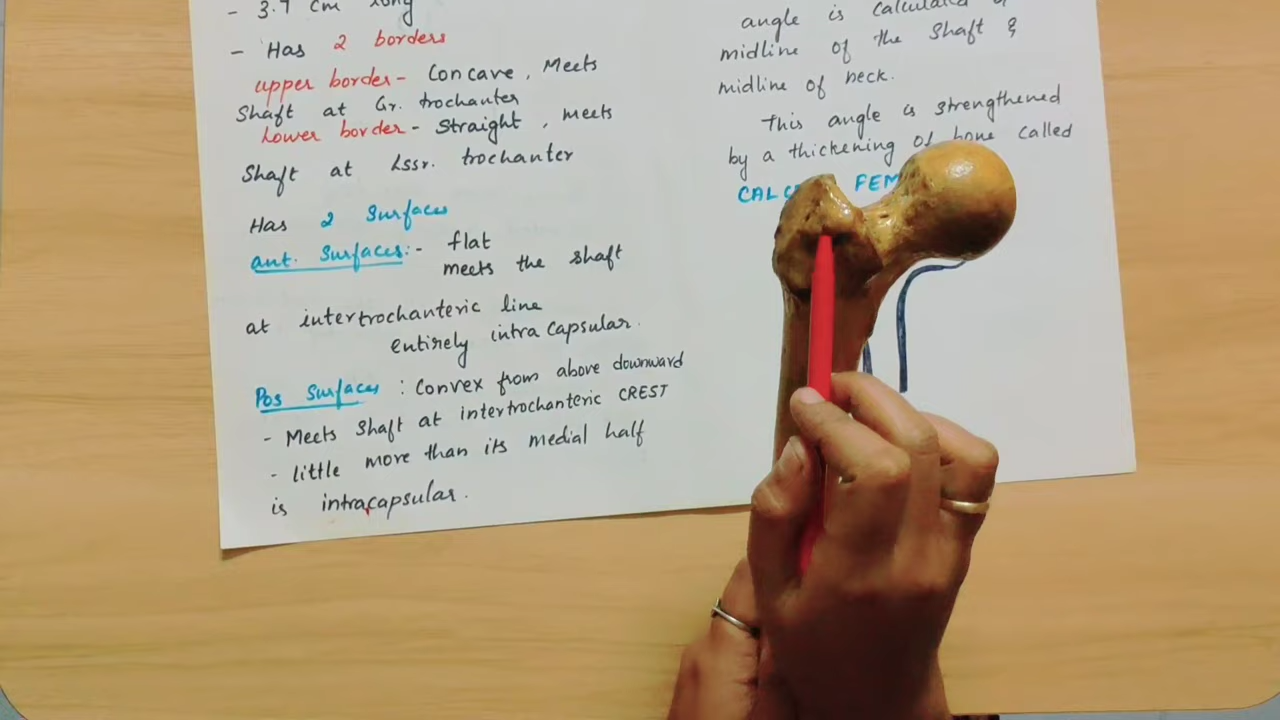 - 3.7 cm long
- Has 2 borders
upper border - Concave, Meets
Shaft at Gr. trochanter
Lower border - Straight, meets
Shaft at Lssr. trochanter
Has 2 Surfaces
ant. Surfaces:- flat
meets the shaft
at intertrochanteric line
entirely intra capsular.
Pos Surfaces : Convex from above downward
- Meets Shaft at intertrochanteric CREST
- little more than its medial half
is intracapsular.
angle is calculated
midline of the Shaft &
midline of neck.
This angle is strengthened
by a thickening of bone called
CALC FEM